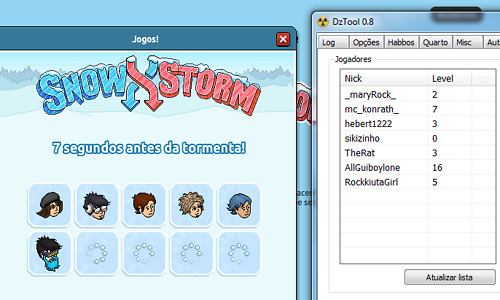 Jogos!
SNOW STORM
7 segundos antes da tormenta!
DzTool 0.8
Log Opções Habbos Quarto Misc Aut
Jogadores
Nick Level
_maryRock_ 2
mc_konrath_ 7
hebert1222 3
sikizinho 0
TheRat 3
AllGuiboylone 16
RockkiutaGirl 5
Atualizar lista